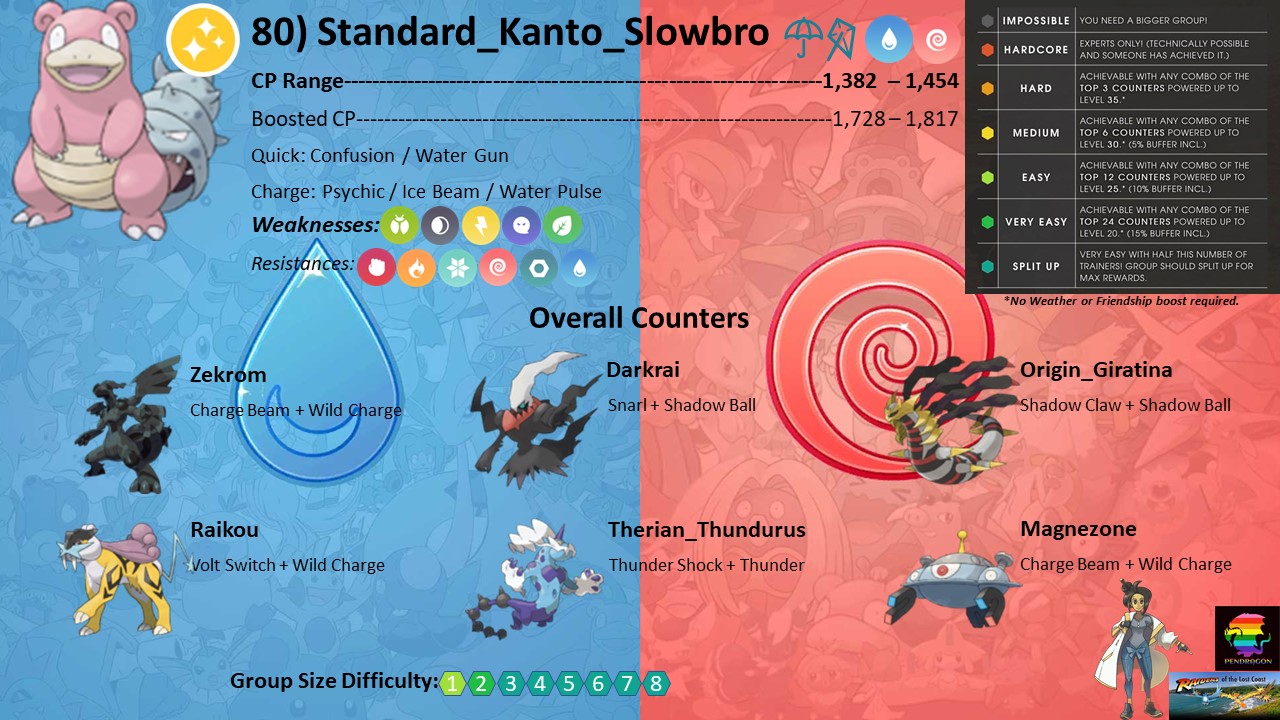 80) Standard_Kanto_Slowbro
CP Range------------------------------------------------------------------1,382 – 1,454
Boosted CP------------------------------------------------------------------1,728 – 1,817
Quick: Confusion / Water Gun
Charge: Psychic / Ice Beam / Water Pulse
Weaknesses:
Resistances:
IMPOSSIBLE YOU NEED A BIGGER GROUP!
HARDCORE EXPERTS ONLY! (TECHNICALLY POSSIBLE
AND SOMEONE HAS ACHIEVED IT.)
HARD ACHIEVABLE WITH ANY COMBO OF THE
TOP 3 COUNTERS POWERED UP TO
LEVEL 35.*
MEDIUM ACHIEVABLE WITH ANY COMBO OF THE
TOP 6 COUNTERS POWERED UP TO
LEVEL 30.* (5% BUFFER INCL.)
EASY ACHIEVABLE WITH ANY COMBO OF THE
TOP 12 COUNTERS POWERED UP TO
LEVEL 25.* (10% BUFFER INCL.)
VERY EASY ACHIEVABLE WITH ANY COMBO OF THE
TOP 24 COUNTERS POWERED UP TO
LEVEL 20.* (15% BUFFER INCL.)
SPLIT UP VERY EASY WITH HALF THIS NUMBER OF
TRAINERS! GROUP SHOULD SPLIT UP FOR
MAX REWARDS.
*No Weather or Friendship boost required.
Overall Counters
Zekrom
Charge Beam + Wild Charge
Darkrai
Snarl + Shadow Ball
Origin_Giratina
Shadow Claw + Shadow Ball
Raikou
Volt Switch + Wild Charge
Therian_Thundurus
Thunder Shock + Thunder
Magnezone
Charge Beam + Wild Charge
Group Size Difficulty: 1 2 3 4 5 6 7 8
PENDRAGON
RAIDERS of the Lost Coast